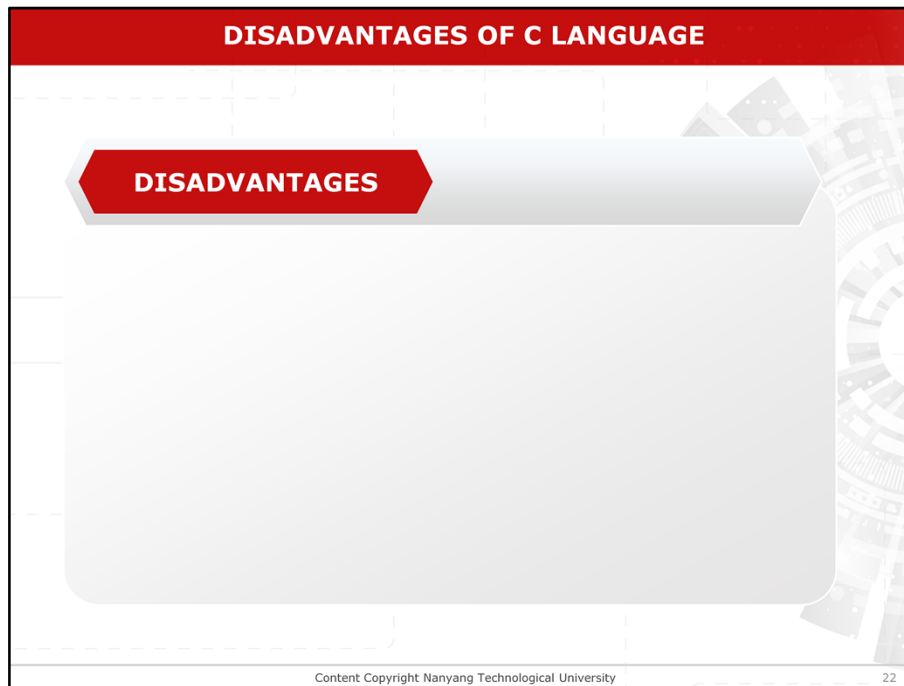 DISADVANTAGES OF C LANGUAGE
DISADVANTAGES
Content Copyright Nanyang Technological University
22